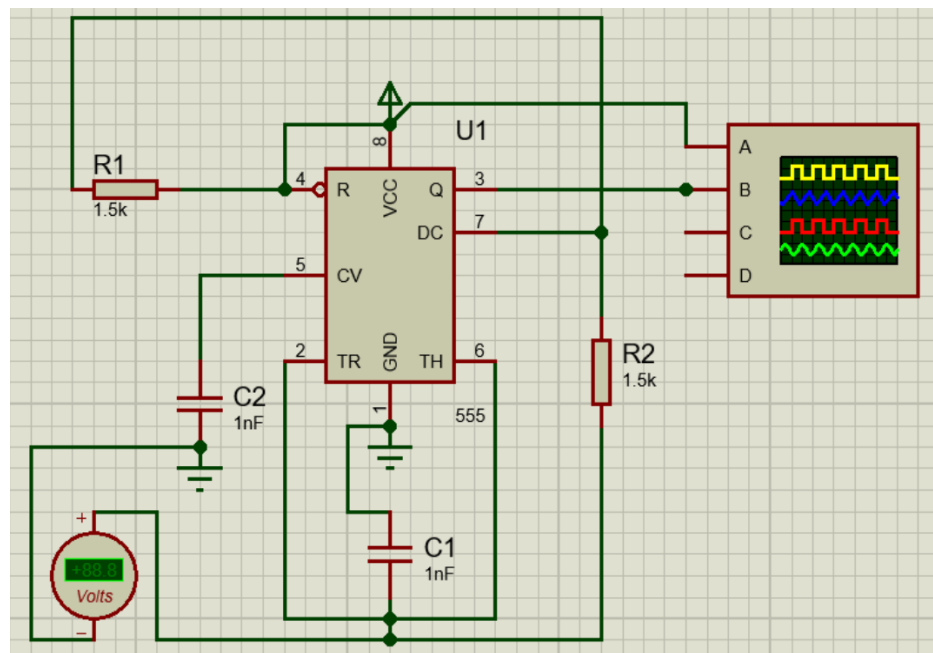 U1
R1
1.5k
4
R
8
VCC
Q
3
DC
7
A
B
C
D
5
CV
2
TR
GND
TH
6
1
555
R2
1.5k
C2
1nF
C1
1nF
+
+88.8
Volts
−